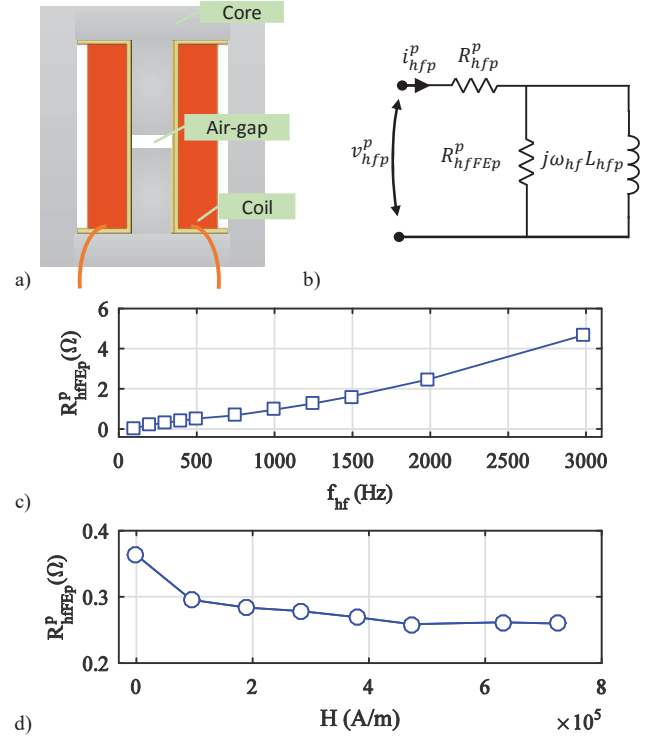 Core
Air-gap
Coil
a)
i^p_hfp R^p_hfp
v^p_hfp R^p_hfFEp jω_hf L_hfp
b)
R^p_hfFEp(Ω)
6
4
2
0
0 500 1000 1500 2000 2500 3000
f_hf (Hz)
c)
R^p_hfFEp(Ω)
0.4
0.3
0.2
0 2 4 6 8
H (A/m) ×10^5
d)